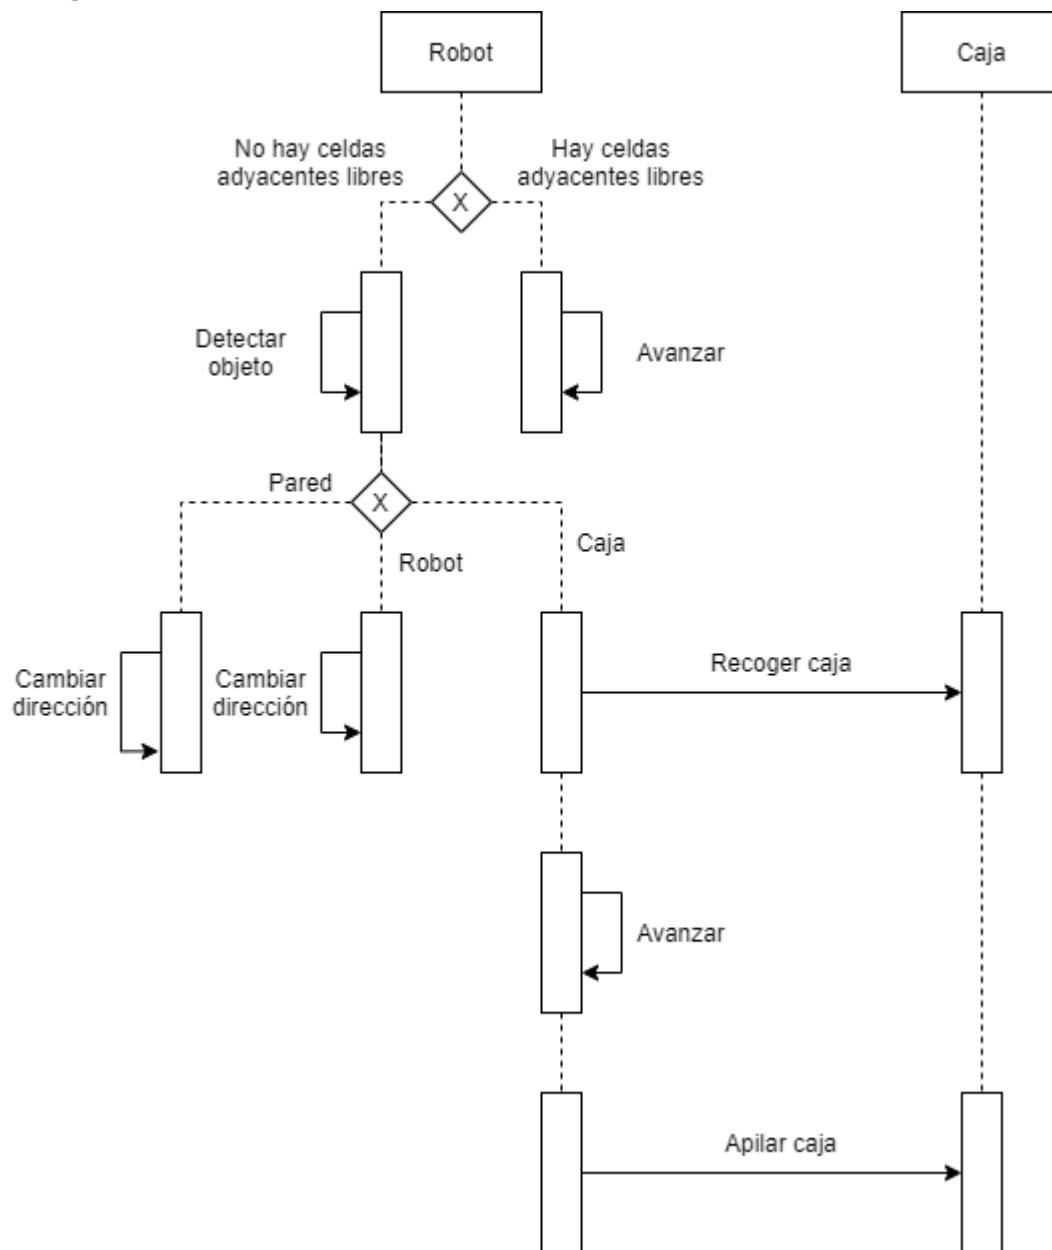 Robot
Caja
No hay celdas
adyacentes libres
Hay celdas
adyacentes libres
X
Detectar
objeto
Avanzar
Pared
X
Robot
Caja
Cambiar
dirección
Cambiar
dirección
Recoger caja
Avanzar
Apilar caja